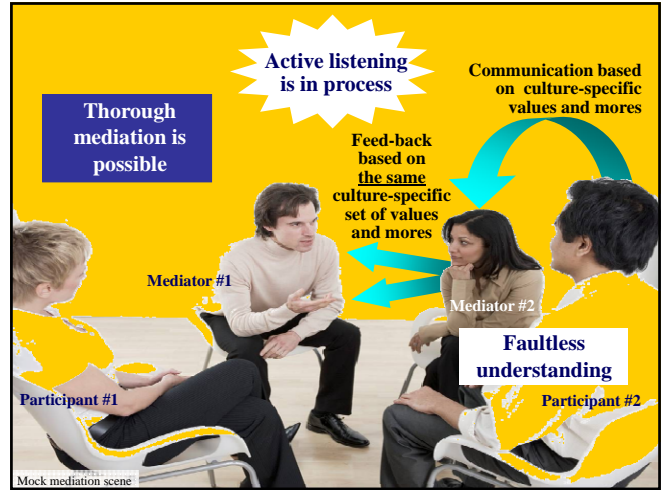 Active listening
is in process
Communication based
on culture-specific
values and mores
Thorough
mediation is
possible
Feed-back
based on
the same
culture-specific
set of values
and mores
Mediator #1
Mediator #2
Faultless
understanding
Participant #1
Participant #2
Mock mediation scene